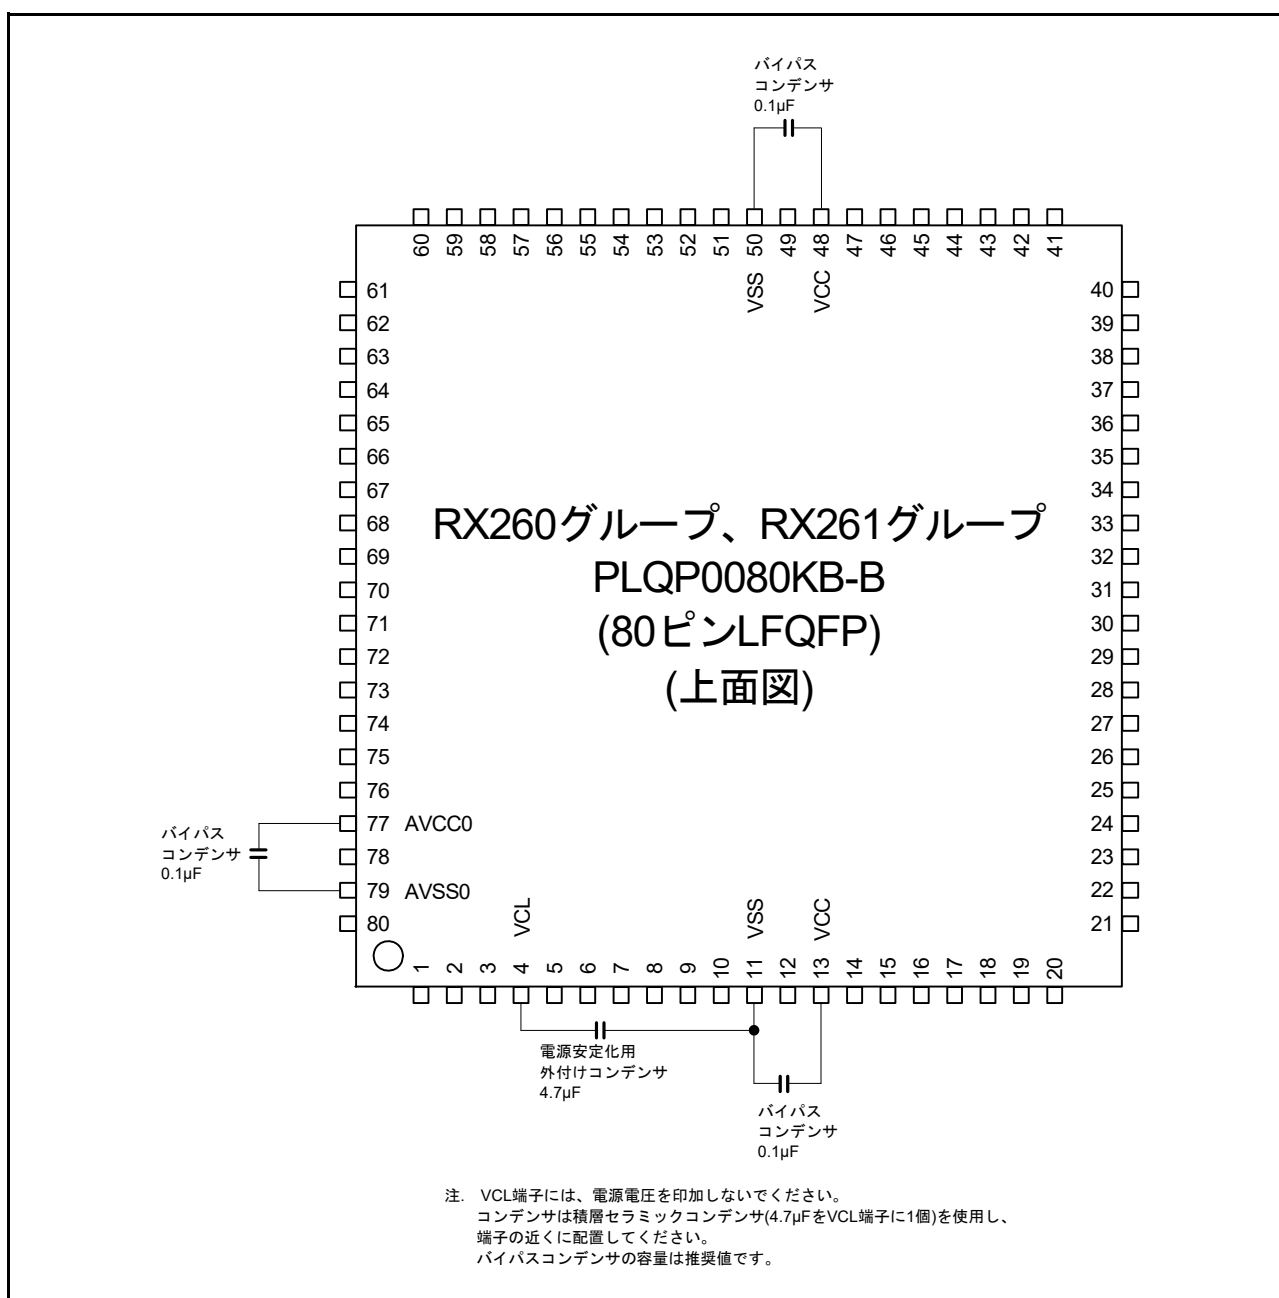 バイパス
コンデンサ
0.1μF
60 59 58 57 56 55 54 53 52 51 50 49 48 47 46 45 44 43 42 41
VSS VCC
61
62
63
64
65
66
67
68
69
70
71
72
73
74
75
76
77 AVCC0
78
79 AVSS0
80
40
39
38
37
36
35
34
33
32
31
30
29
28
27
26
25
24
23
22
21
RX260グループ、RX261グループ
PLQP0080KB-B
(80ピンLFQFP)
(上面図)
バイパス
コンデンサ
0.1μF
VCL VSS VCC
1 2 3 4 5 6 7 8 9 10 11 12 13 14 15 16 17 18 19 20
電源安定化用
外付けコンデンサ
4.7μF
バイパス
コンデンサ
0.1μF
注. VCL端子には、電源電圧を印加しないでください。
コンデンサは積層セラミックコンデンサ(4.7μFをVCL端子に1個)を使用し、
端子の近くに配置してください。
バイパスコンデンサの容量は推奨値です。